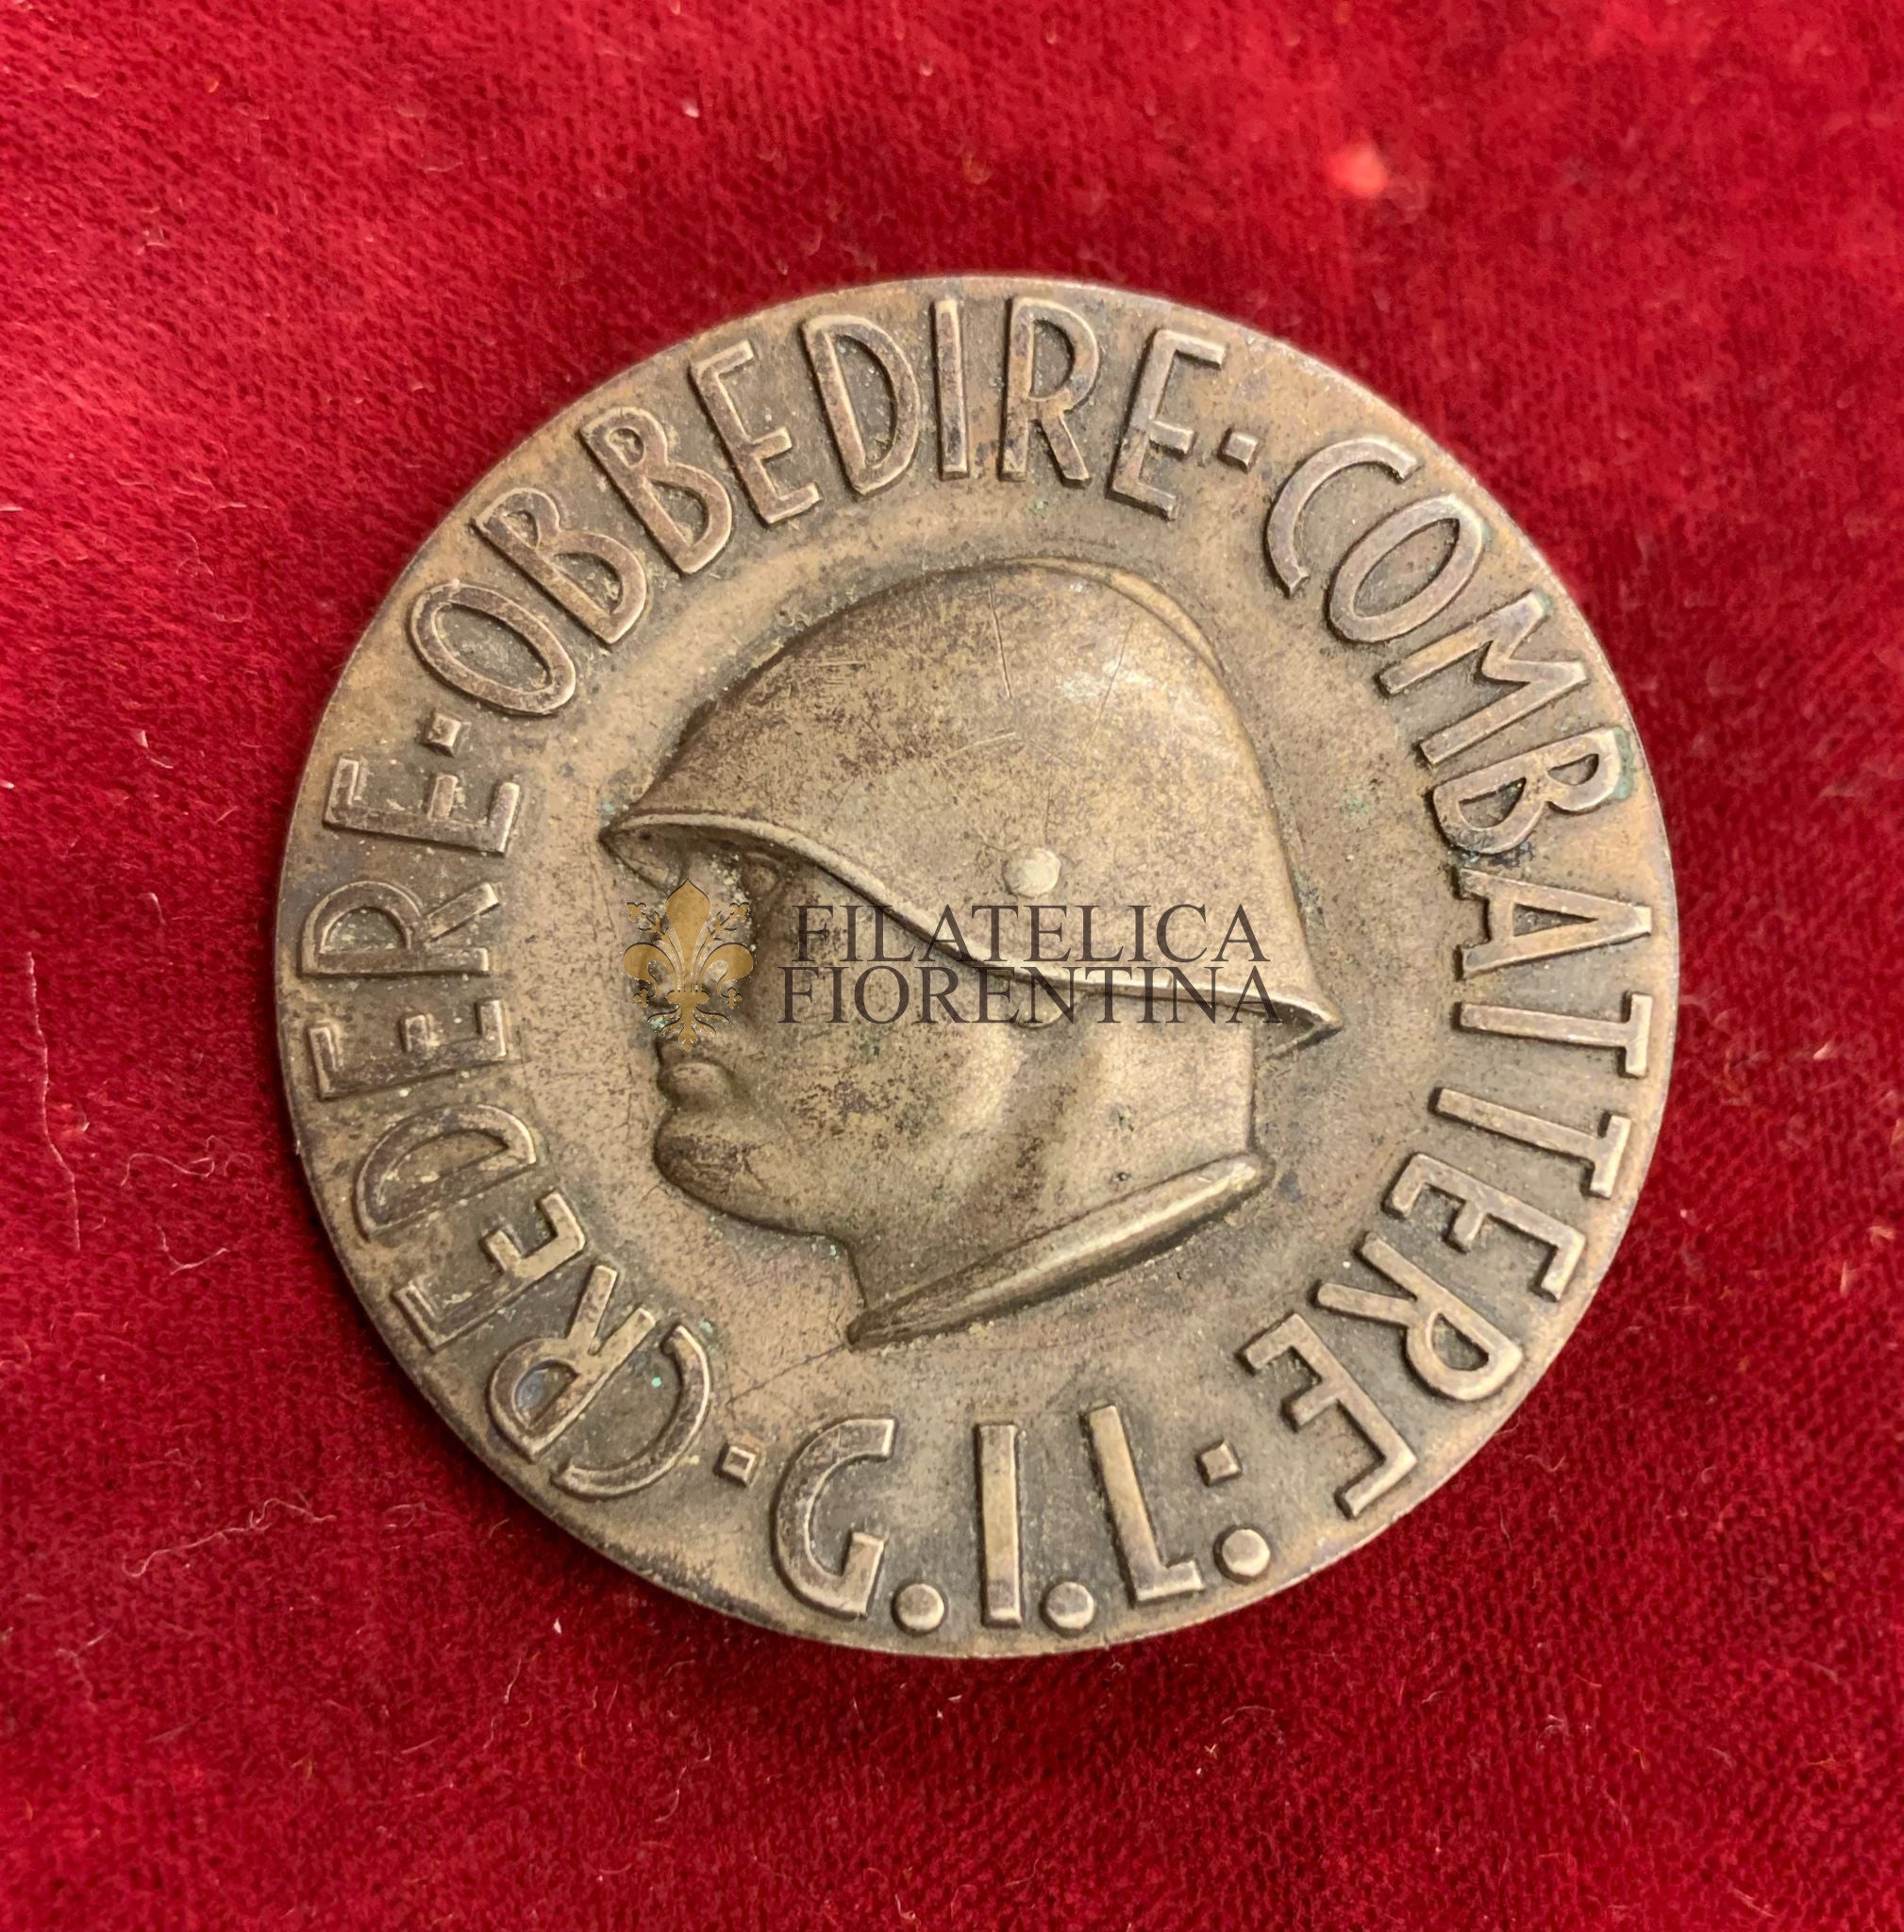 CREDERE · OBBEDIRE · COMBATTERE · G.I.L. ·
FILATELICA
FIORENTINA